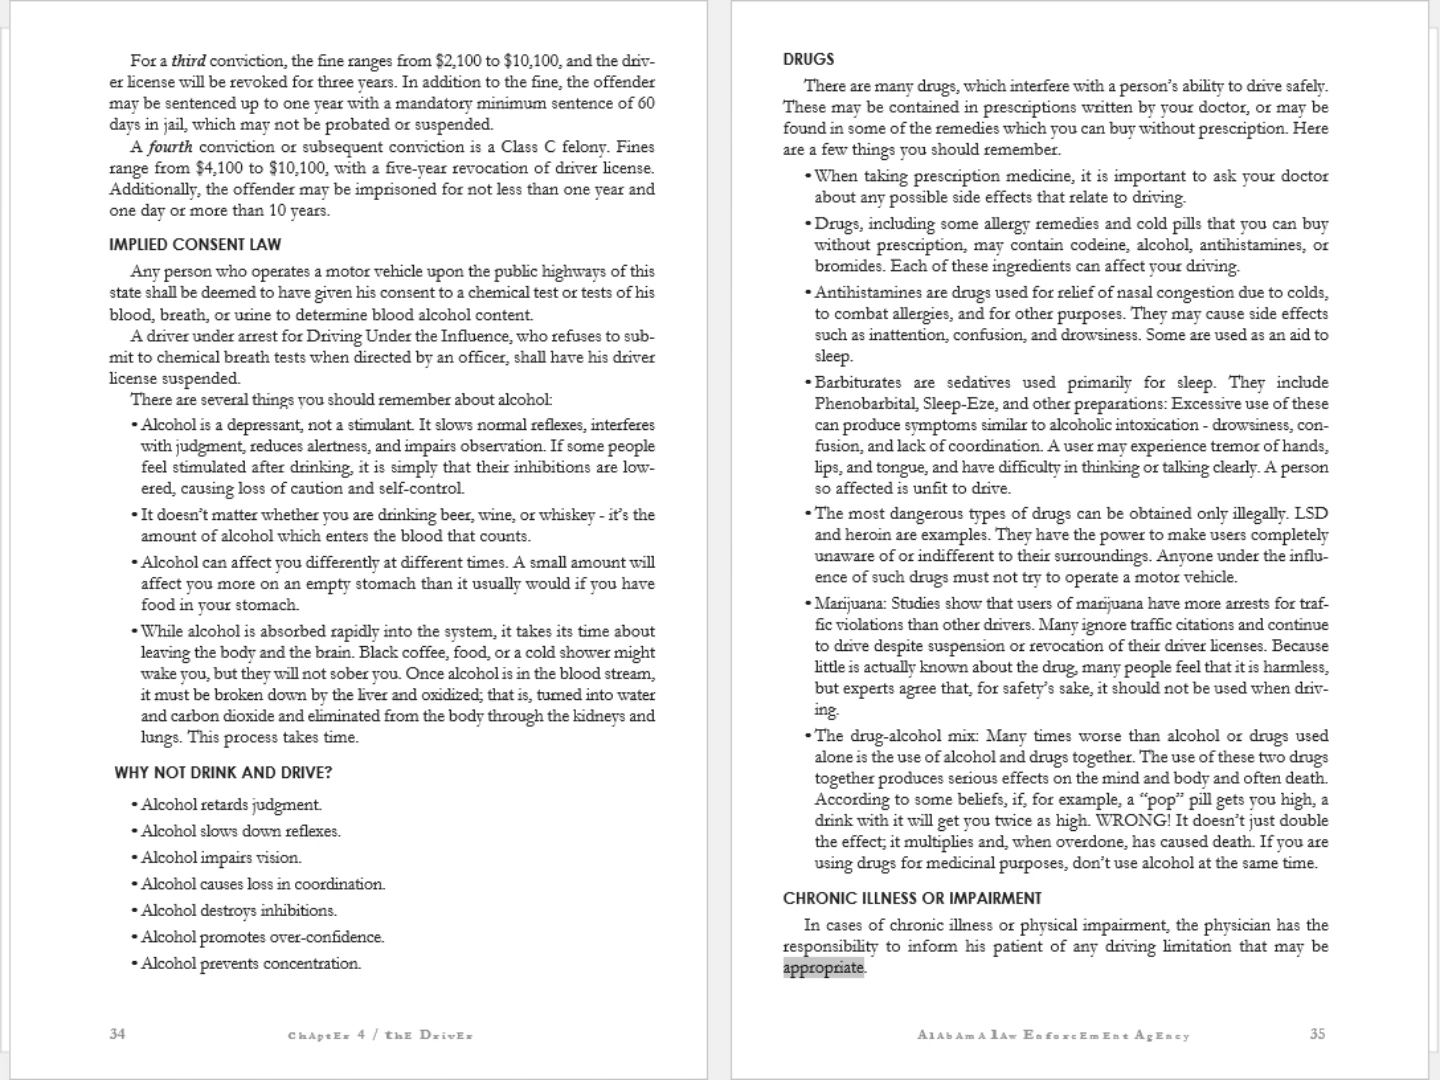 For a third conviction, the fine ranges from $2,100 to $10,100, and the driv-
er license will be revoked for three years. In addition to the fine, the offender
may be sentenced up to one year with a mandatory minimum sentence of 60
days in jail, which may not be probated or suspended.
A fourth conviction or subsequent conviction is a Class C felony. Fines
range from $4,100 to $10,100, with a five-year revocation of driver license.
Additionally, the offender may be imprisoned for not less than one year and
one day or more than 10 years.
IMPLIED CONSENT LAW
Any person who operates a motor vehicle upon the public highways of this
state shall be deemed to have given his consent to a chemical test or tests of his
blood, breath, or urine to determine blood alcohol content.
A driver under arrest for Driving Under the Influence, who refuses to sub-
mit to chemical breath tests when directed by an officer, shall have his driver
license suspended.
There are several things you should remember about alcohol:
• Alcohol is a depressant, not a stimulant. It slows normal reflexes, interferes
with judgment, reduces alertness, and impairs observation. If some people
feel stimulated after drinking, it is simply that their inhibitions are low-
ered, causing loss of caution and self-control.
• It doesn't matter whether you are drinking beer, wine, or whiskey - it's the
amount of alcohol which enters the blood that counts.
• Alcohol can affect you differently at different times. A small amount will
affect you more on an empty stomach than it usually would if you have
food in your stomach.
• While alcohol is absorbed rapidly into the system, it takes its time about
leaving the body and the brain. Black coffee, food, or a cold shower might
wake you, but they will not sober you. Once alcohol is in the blood stream,
it must be broken down by the liver and oxidized; that is, turned into water
and carbon dioxide and eliminated from the body through the kidneys and
lungs. This process takes time.
WHY NOT DRINK AND DRIVE?
• Alcohol retards judgment.
• Alcohol slows down reflexes.
• Alcohol impairs vision.
• Alcohol causes loss in coordination.
• Alcohol destroys inhibitions.
• Alcohol promotes over-confidence.
• Alcohol prevents concentration.
34 ChAptEr 4 / thE DrivEr
DRUGS
There are many drugs, which interfere with a person's ability to drive safely.
These may be contained in prescriptions written by your doctor, or may be
found in some of the remedies which you can buy without prescription. Here
are a few things you should remember.
• When taking prescription medicine, it is important to ask your doctor
about any possible side effects that relate to driving.
• Drugs, including some allergy remedies and cold pills that you can buy
without prescription, may contain codeine, alcohol, antihistamines, or
bromides. Each of these ingredients can affect your driving.
• Antihistamines are drugs used for relief of nasal congestion due to colds,
to combat allergies, and for other purposes. They may cause side effects
such as inattention, confusion, and drowsiness. Some are used as an aid to
sleep.
• Barbiturates are sedatives used primarily for sleep. They include
Phenobarbital, Sleep-Eze, and other preparations: Excessive use of these
can produce symptoms similar to alcoholic intoxication - drowsiness, con-
fusion, and lack of coordination. A user may experience tremor of hands,
lips, and tongue, and have difficulty in thinking or talking clearly. A person
so affected is unfit to drive.
• The most dangerous types of drugs can be obtained only illegally. LSD
and heroin are examples. They have the power to make users completely
unaware of or indifferent to their surroundings. Anyone under the influ-
ence of such drugs must not try to operate a motor vehicle.
• Marijuana: Studies show that users of marijuana have more arrests for traf-
fic violations than other drivers. Many ignore traffic citations and continue
to drive despite suspension or revocation of their driver licenses. Because
little is actually known about the drug, many people feel that it is harmless,
but experts agree that, for safety's sake, it should not be used when driv-
ing.
• The drug-alcohol mix: Many times worse than alcohol or drugs used
alone is the use of alcohol and drugs together. The use of these two drugs
together produces serious effects on the mind and body and often death.
According to some beliefs, if, for example, a "pop" pill gets you high, a
drink with it will get you twice as high. WRONG! It doesn't just double
the effect; it multiplies and, when overdone, has caused death. If you are
using drugs for medicinal purposes, don't use alcohol at the same time.
CHRONIC ILLNESS OR IMPAIRMENT
In cases of chronic illness or physical impairment, the physician has the
responsibility to inform his patient of any driving limitation that may be
appropriate.
AlAbAmA lAw EnforcEmEnt AgEncy 35